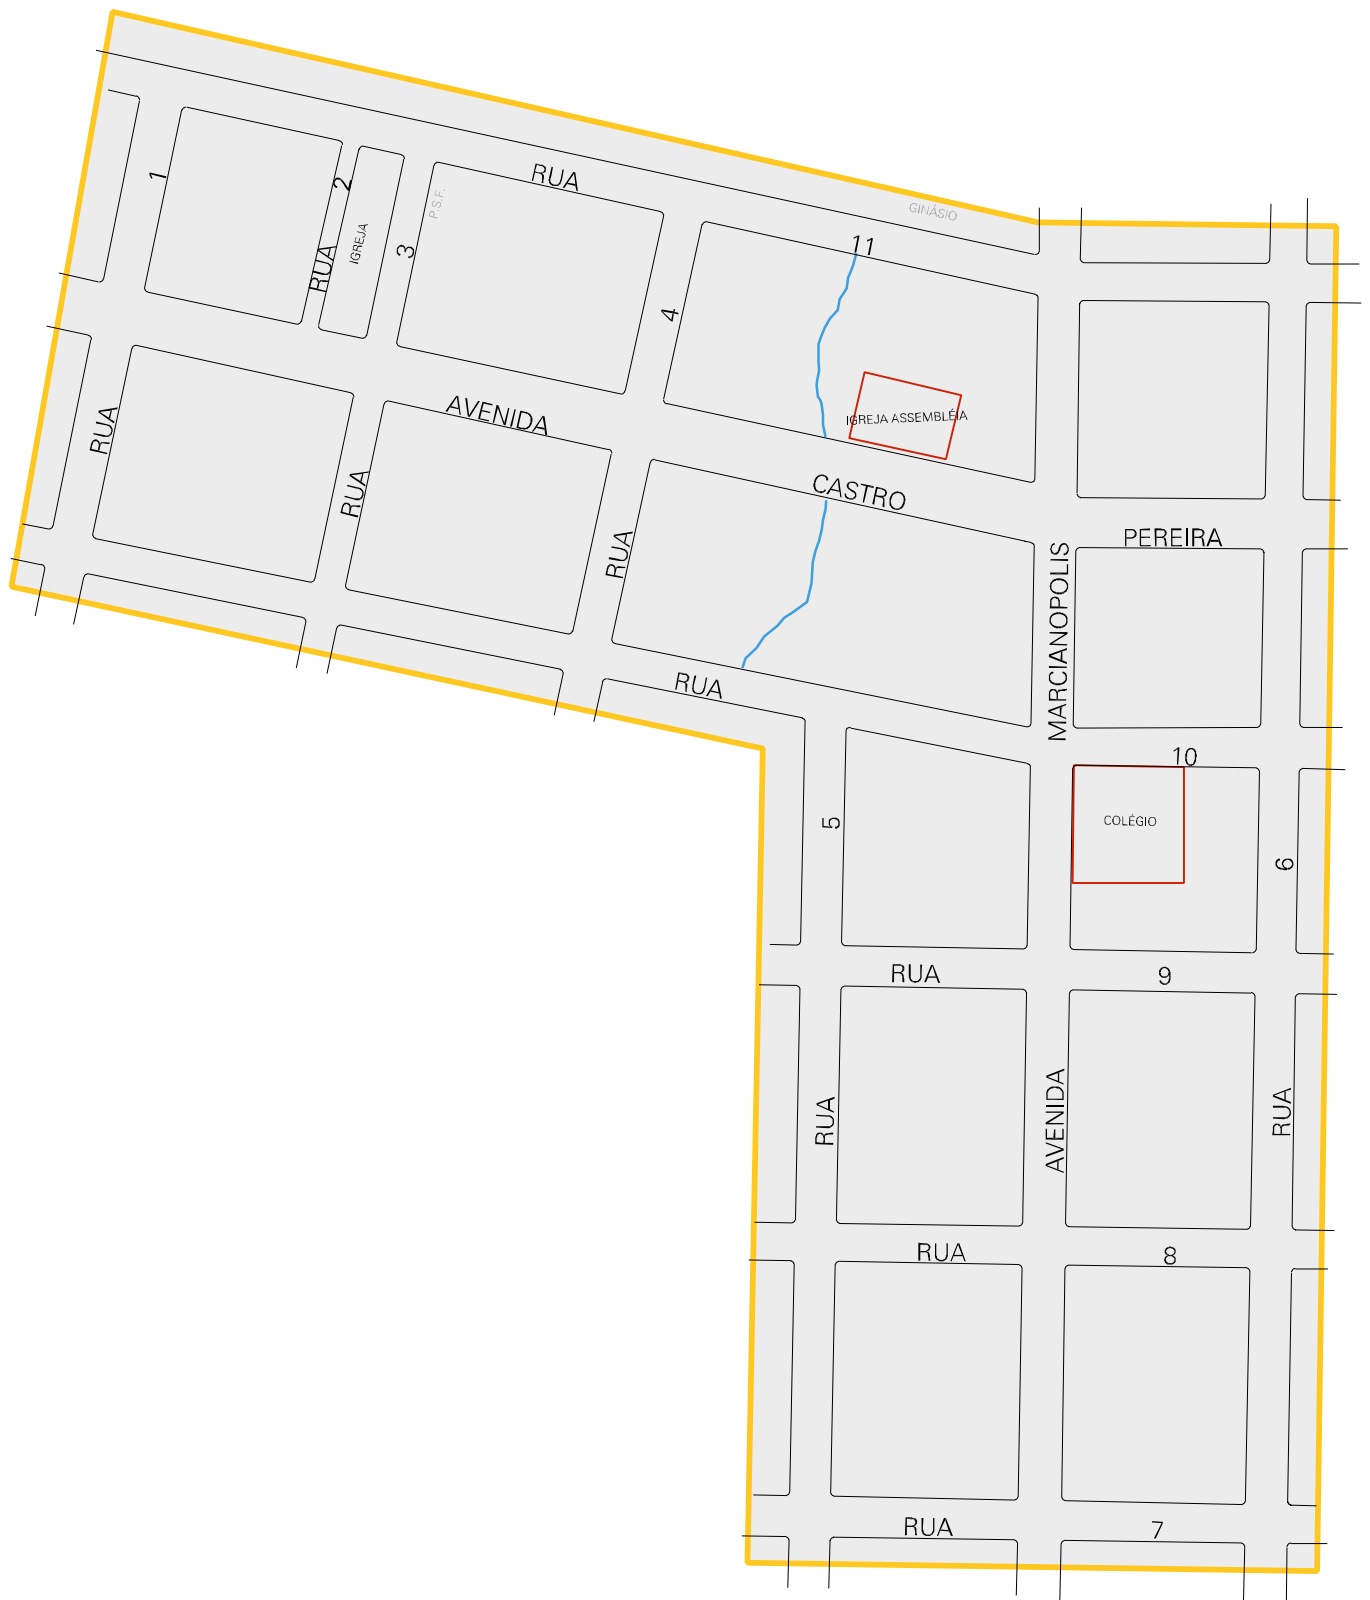 RUA 11
GINÁSIO
1
RUA 2
IGREJA
3
P.S.F.
4
IGREJA ASSEMBLÉIA
RUA
AVENIDA CASTRO PEREIRA
RUA
RUA
MARCIANOPOLIS
RUA 10
5
COLÉGIO
6
RUA 9
RUA
AVENIDA
RUA
RUA 8
RUA 7